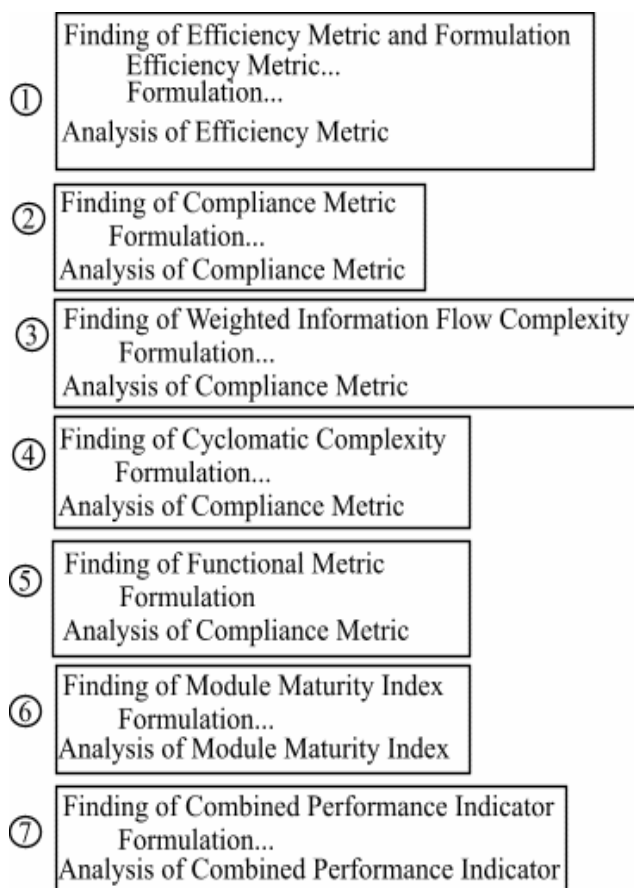 Finding of Efficiency Metric and Formulation
Efficiency Metric...
Formulation...
①
Analysis of Efficiency Metric
Finding of Compliance Metric
②
Formulation...
Analysis of Compliance Metric
Finding of Weighted Information Flow Complexity
③
Formulation...
Analysis of Compliance Metric
Finding of Cyclomatic Complexity
④
Formulation...
Analysis of Compliance Metric
Finding of Functional Metric
⑤
Formulation
Analysis of Compliance Metric
Finding of Module Maturity Index
⑥
Formulation...
Analysis of Module Maturity Index
Finding of Combined Performance Indicator
⑦
Formulation...
Analysis of Combined Performance Indicator